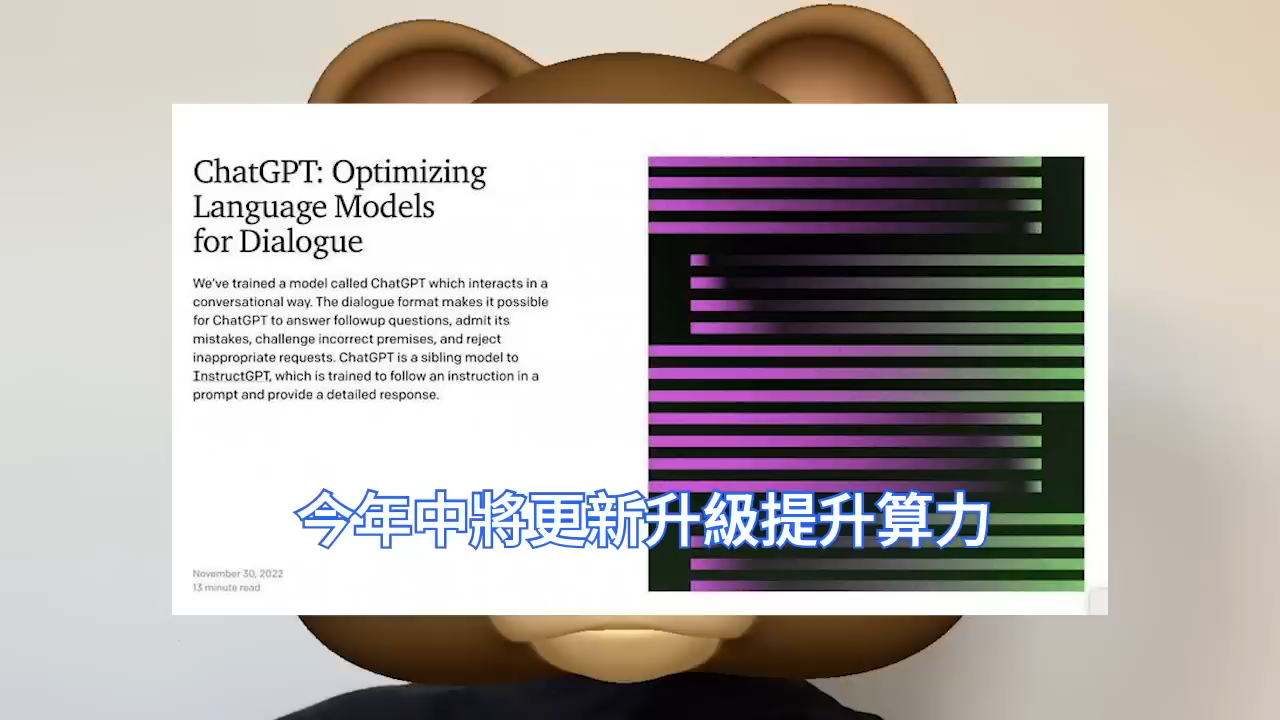 ChatGPT: Optimizing
Language Models
for Dialogue
We've trained a model called ChatGPT which interacts in a
conversational way. The dialogue format makes it possible
for ChatGPT to answer followup questions, admit its
mistakes, challenge incorrect premises, and reject
inappropriate requests. ChatGPT is a sibling model to
InstructGPT, which is trained to follow an instruction in a
prompt and provide a detailed response.
今年中將更新升級提升算力
November 30, 2022
13 minute read